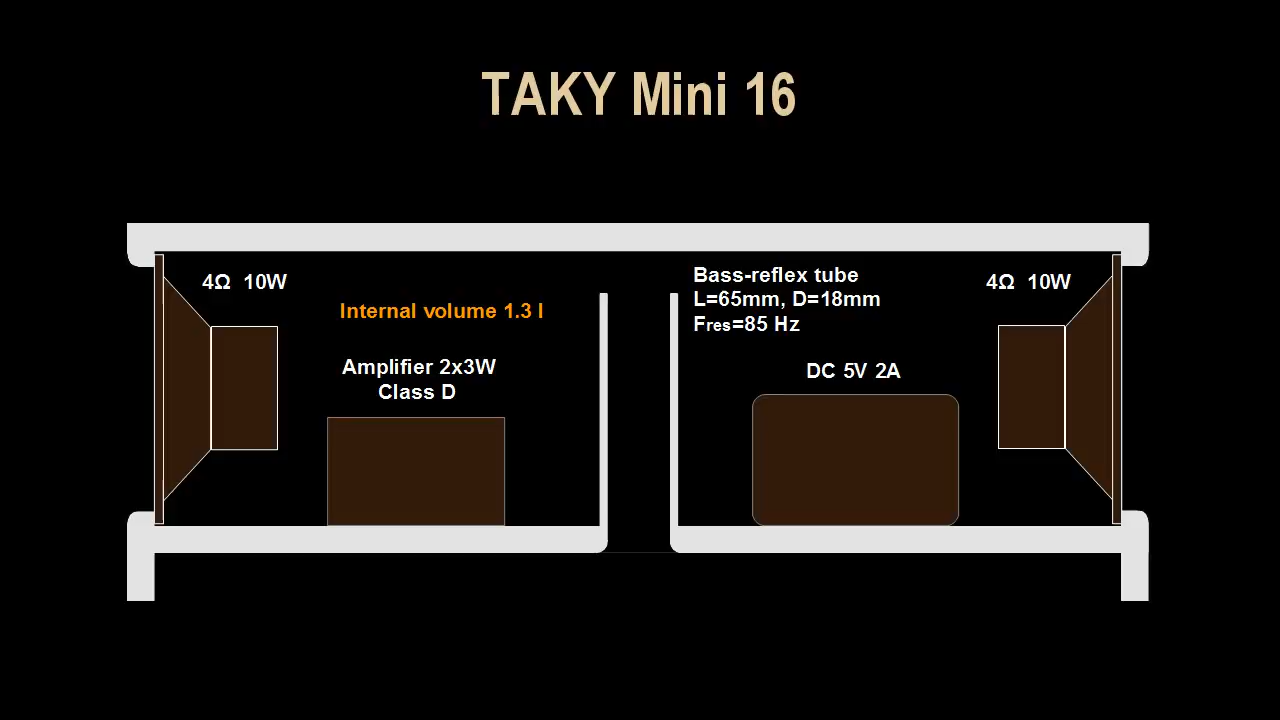 TAKY Mini 16
4Ω 10W
Internal volume 1.3 l
Amplifier 2x3W
Class D
Bass-reflex tube
L=65mm, D=18mm
Fres=85 Hz
DC 5V 2A
4Ω 10W